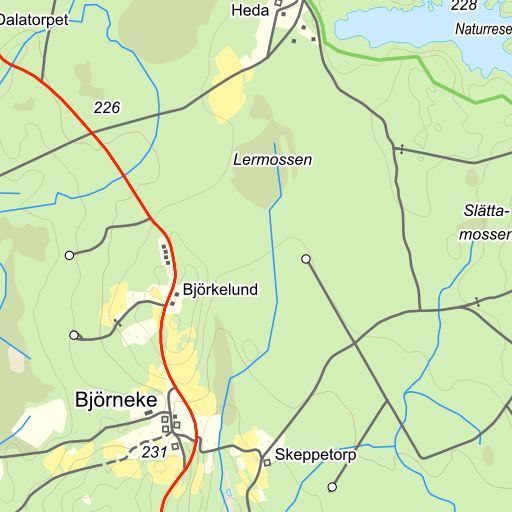 228
Heda
Dalatorpet
Naturrese
226
Lermossen
Slätta-
mossen
Björkelund
Björneke
231
Skeppetorp